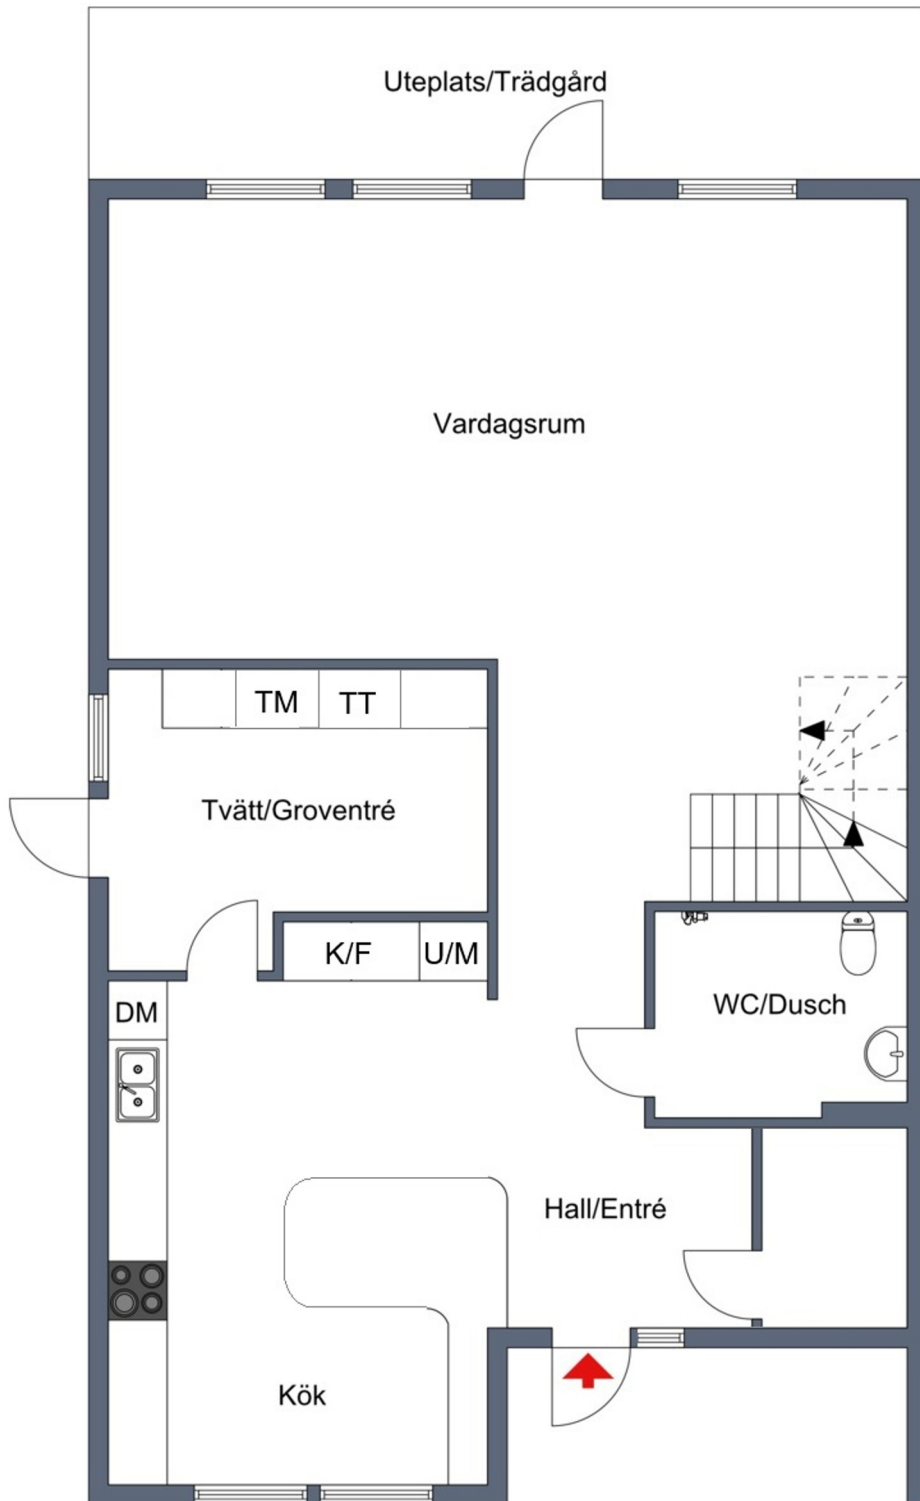 Uteplats/Trädgård
Vardagsrum
TM
TT
Tvätt/Groventré
K/F
U/M
DM
WC/Dusch
Hall/Entré
Kök